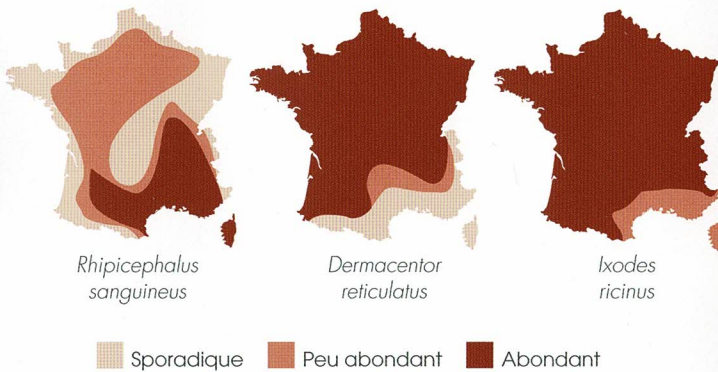 Rhipicephalus
sanguineus
Dermacentor
reticulatus
Ixodes
ricinus
Sporadique
Peu abondant
Abondant